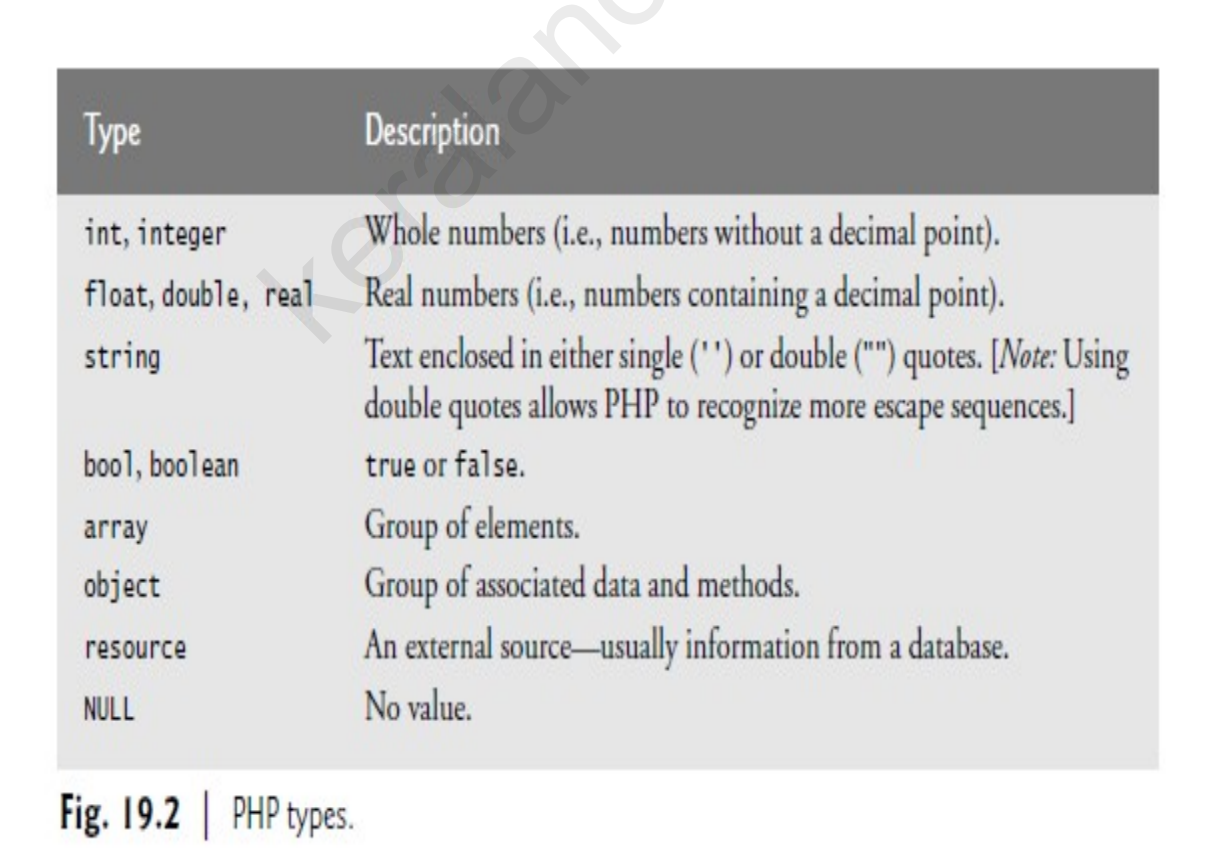 keralano
Type Description
int, integer Whole numbers (i.e., numbers without a decimal point).
float, double, real Real numbers (i.e., numbers containing a decimal point).
string Text enclosed in either single (' ') or double ("") quotes. [Note: Using
double quotes allows PHP to recognize more escape sequences.]
bool, boolean true or false.
array Group of elements.
object Group of associated data and methods.
resource An external source—usually information from a database.
NULL No value.
Fig. 19.2 | PHP types.